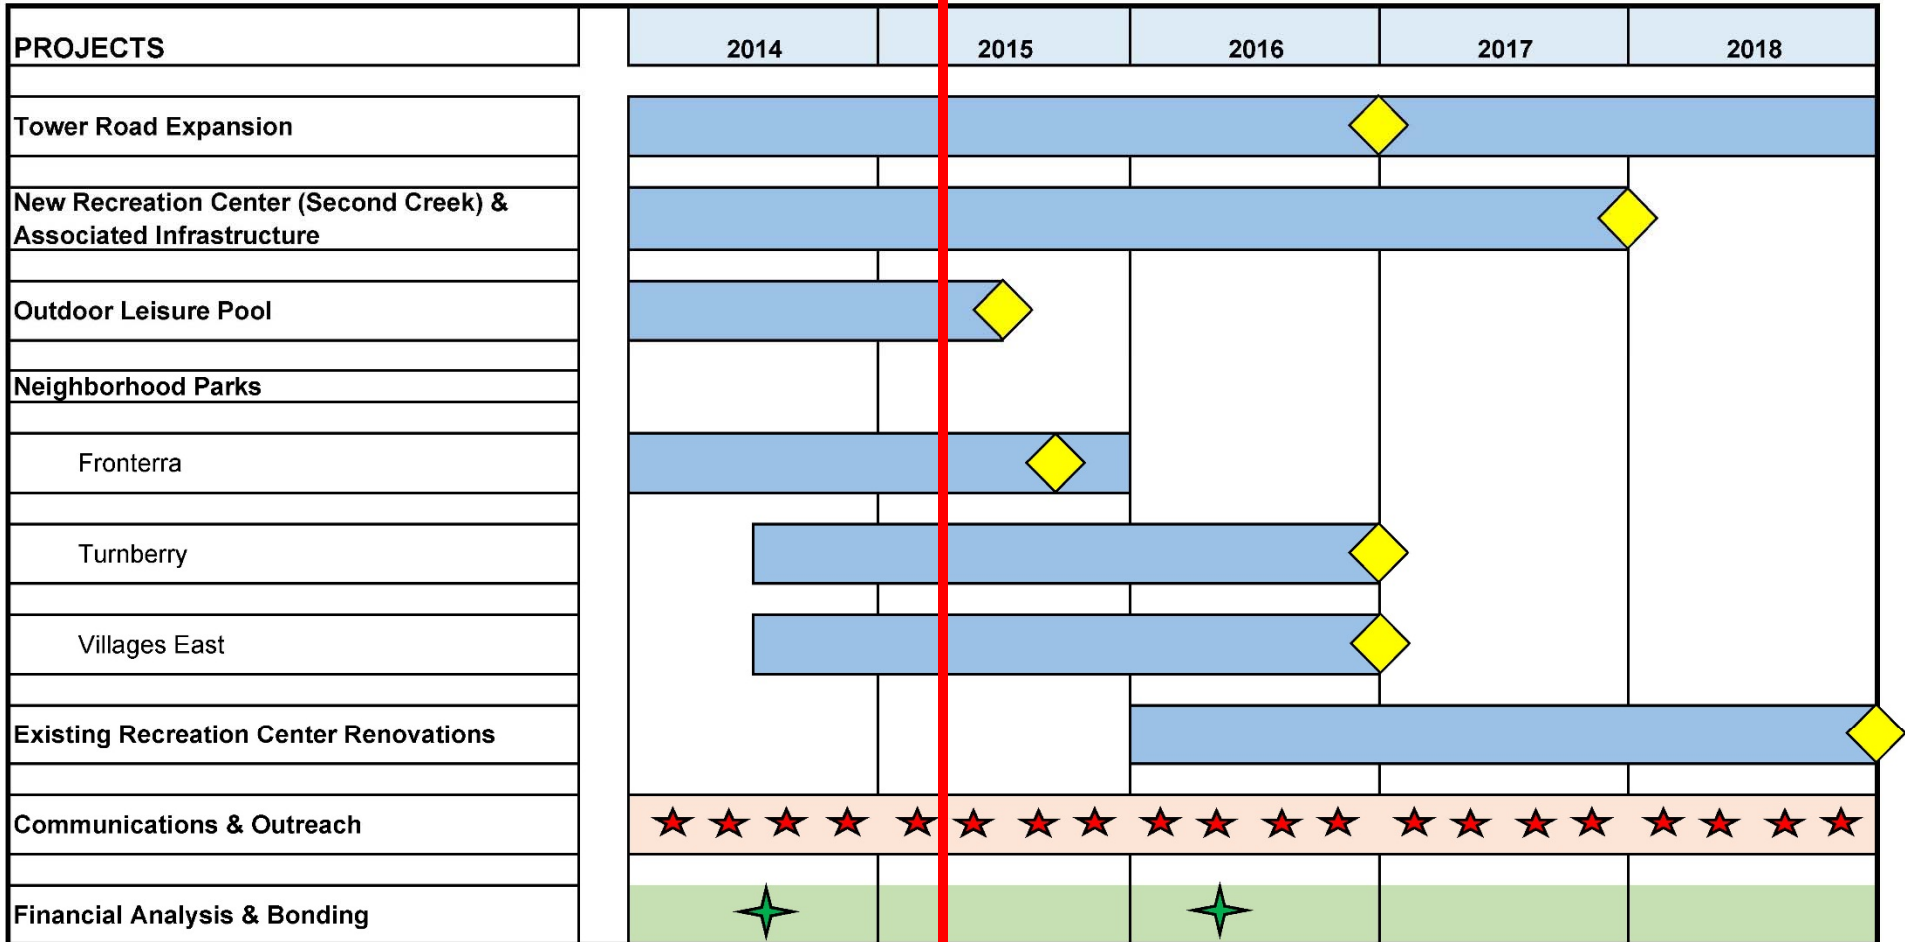 PROJECTS 2014 2015 2016 2017 2018
Tower Road Expansion
New Recreation Center (Second Creek) &
Associated Infrastructure
Outdoor Leisure Pool
Neighborhood Parks
Fronterra
Turnberry
Villages East
Existing Recreation Center Renovations
Communications & Outreach
Financial Analysis & Bonding